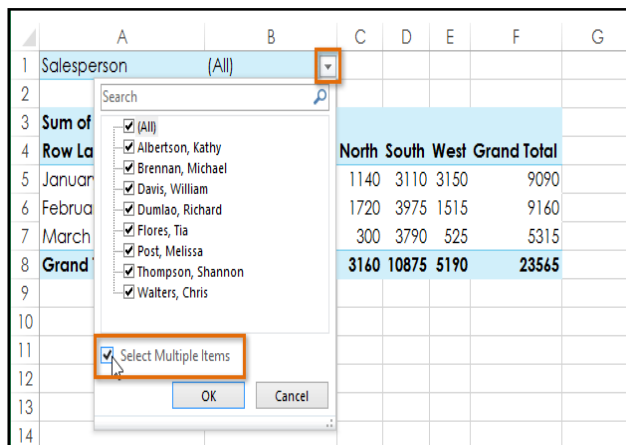 A B C D E F G
1 Salesperson (All)
2 Search
3 Sum of (All)
4 Row La Albertson, Kathy North South West Grand Total
Brennan, Michael
5 Januar Davis, William 1140 3110 3150 9090
6 Februa Dumlao, Richard 1720 3975 1515 9160
Flores, Tia
7 March Post, Melissa 300 3790 525 5315
8 Grand Thompson, Shannon 3160 10875 5190 23565
9 Walters, Chris
10
11 Select Multiple Items
12
OK Cancel
13
14